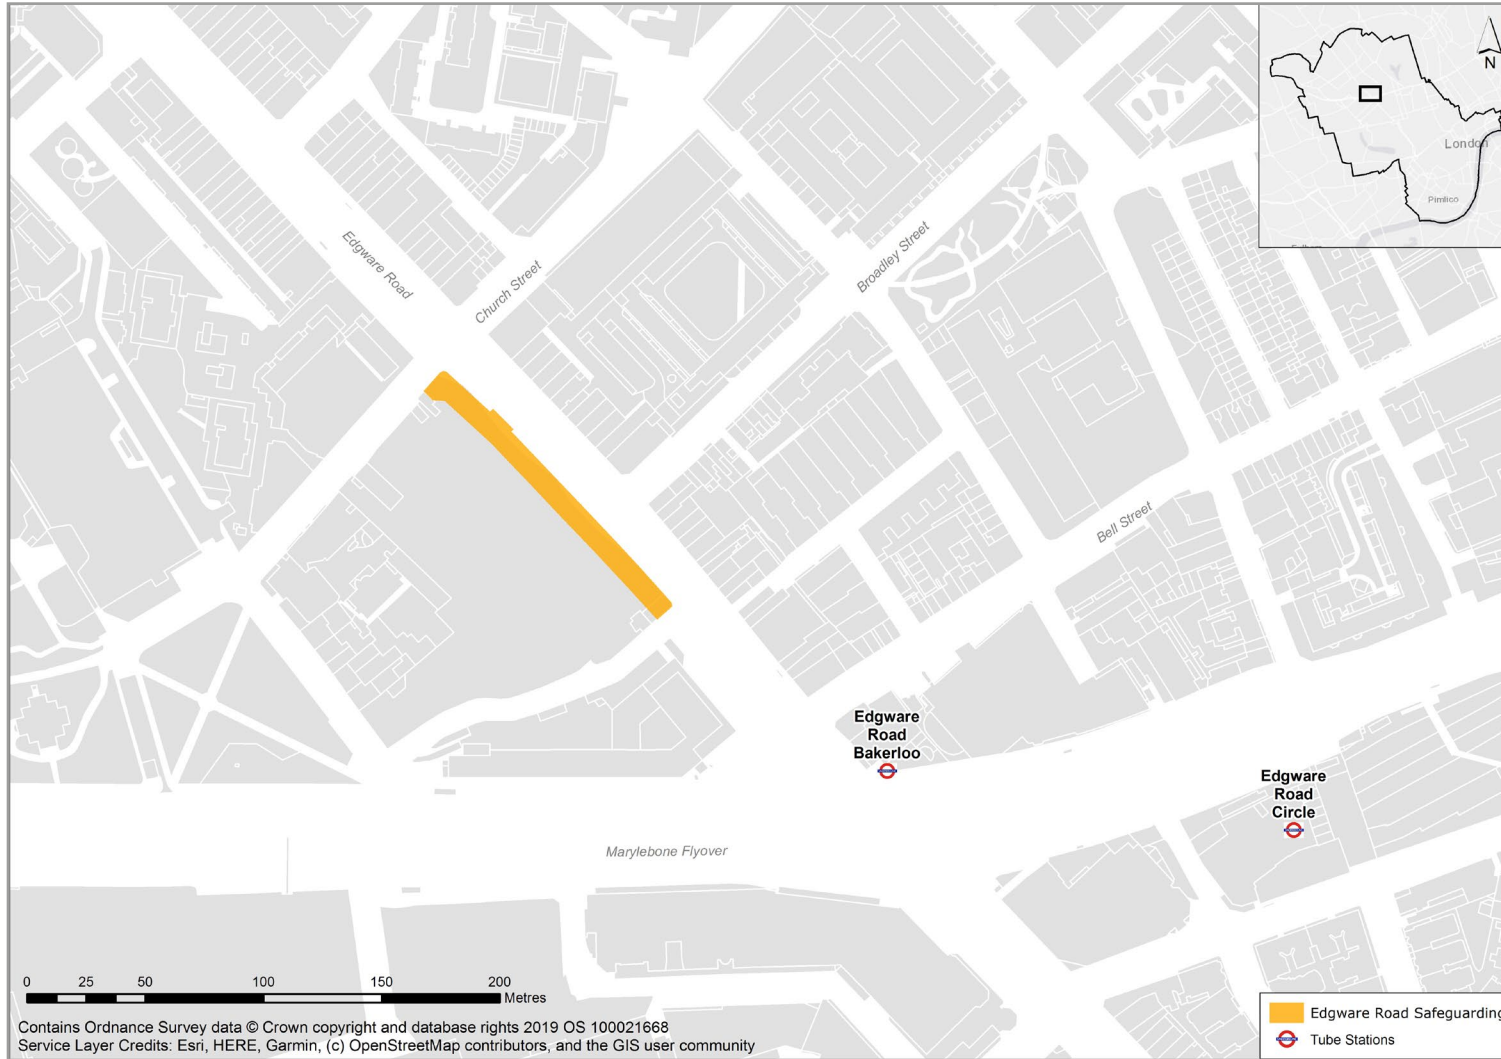 N
London
Pimlico
Edgware Road
Church Street
Broadley Street
Bell Street
Edgware
Road
Bakerloo
Edgware
Road
Circle
Marylebone Flyover
0 25 50 100 150 200
Metres
Contains Ordnance Survey data © Crown copyright and database rights 2019 OS 100021668
Service Layer Credits: Esri, HERE, Garmin, (c) OpenStreetMap contributors, and the GIS user community
Edgware Road Safeguarding
Tube Stations